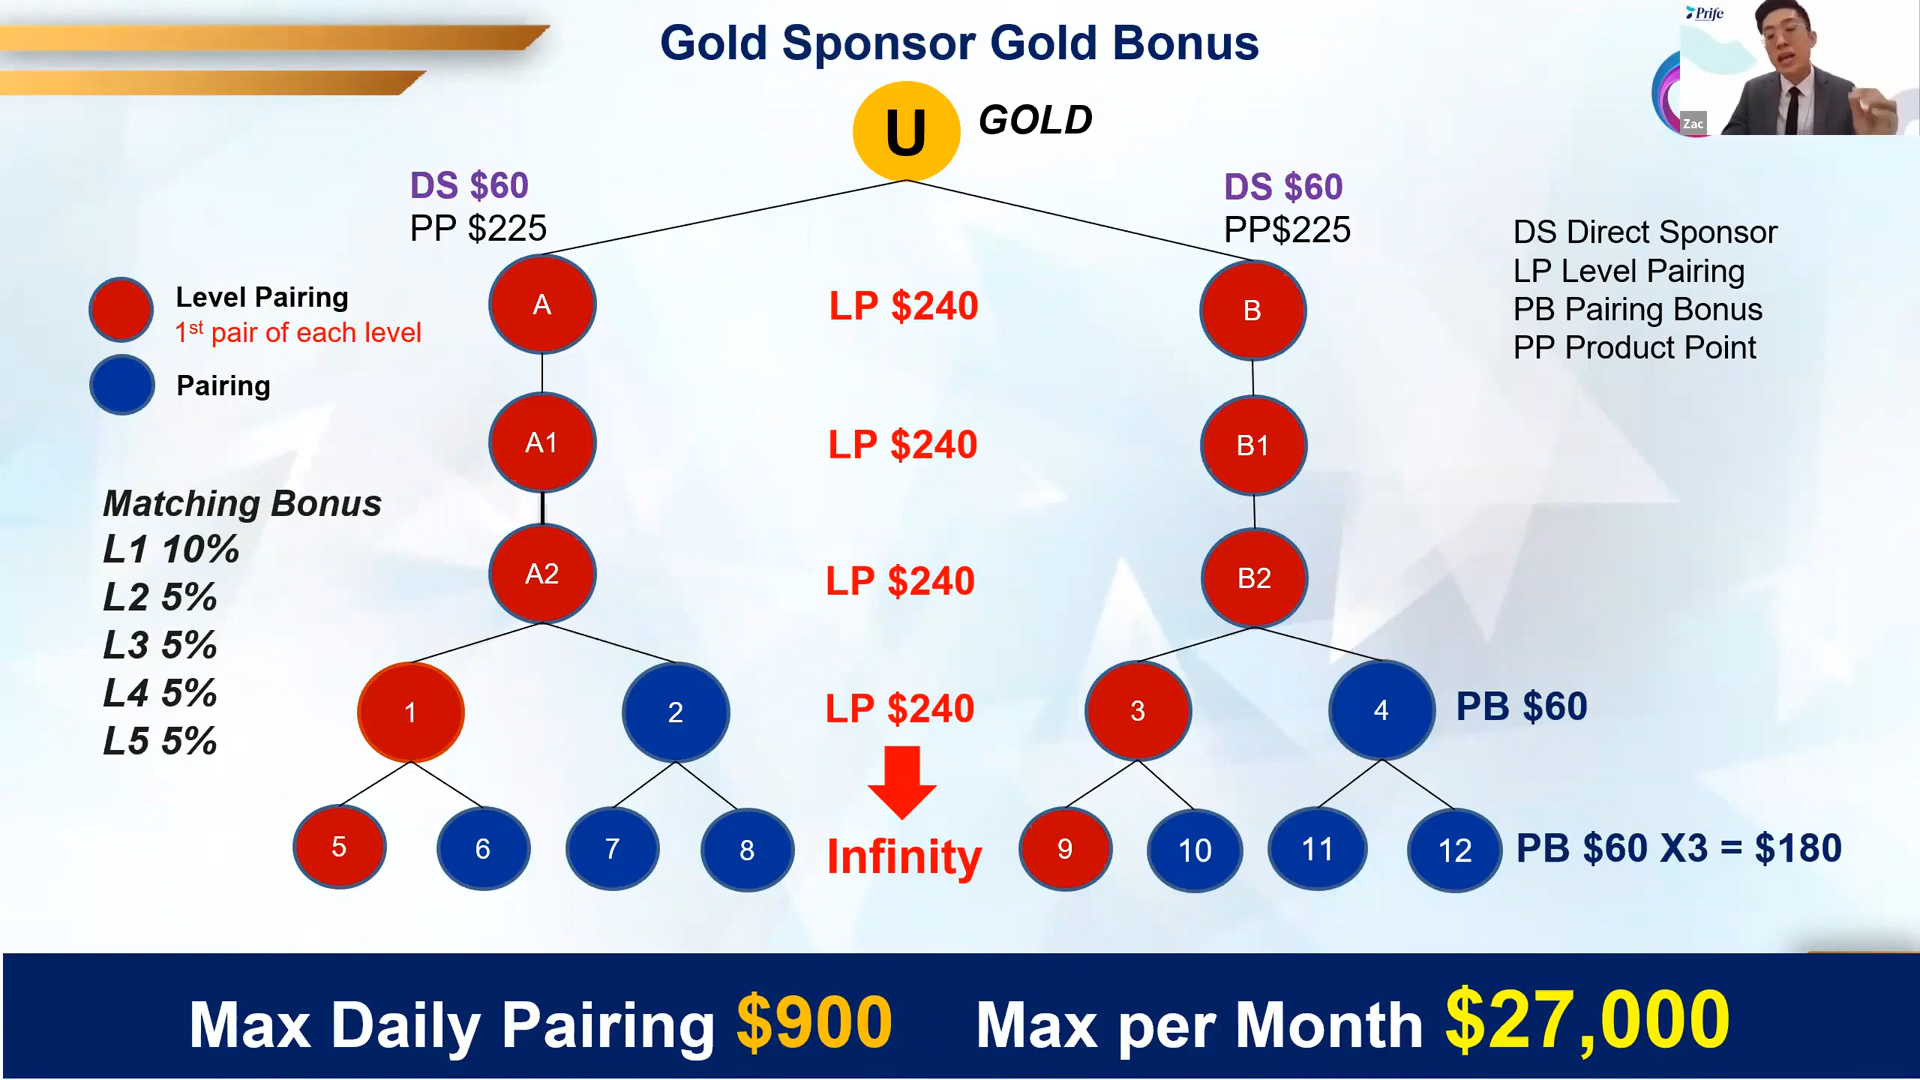 Gold Sponsor Gold Bonus
Prife
Zac
U
GOLD
DS $60
PP $225
DS $60
PP$225
DS Direct Sponsor
LP Level Pairing
PB Pairing Bonus
PP Product Point
Level Pairing
1st pair of each level
Pairing
A
LP $240
B
A1
LP $240
B1
Matching Bonus
L1 10%
L2 5%
L3 5%
L4 5%
L5 5%
A2
LP $240
B2
1
2
LP $240
3
4
PB $60
5
6
7
8
Infinity
9
10
11
12
PB $60 X3 = $180
Max Daily Pairing $900
Max per Month $27,000